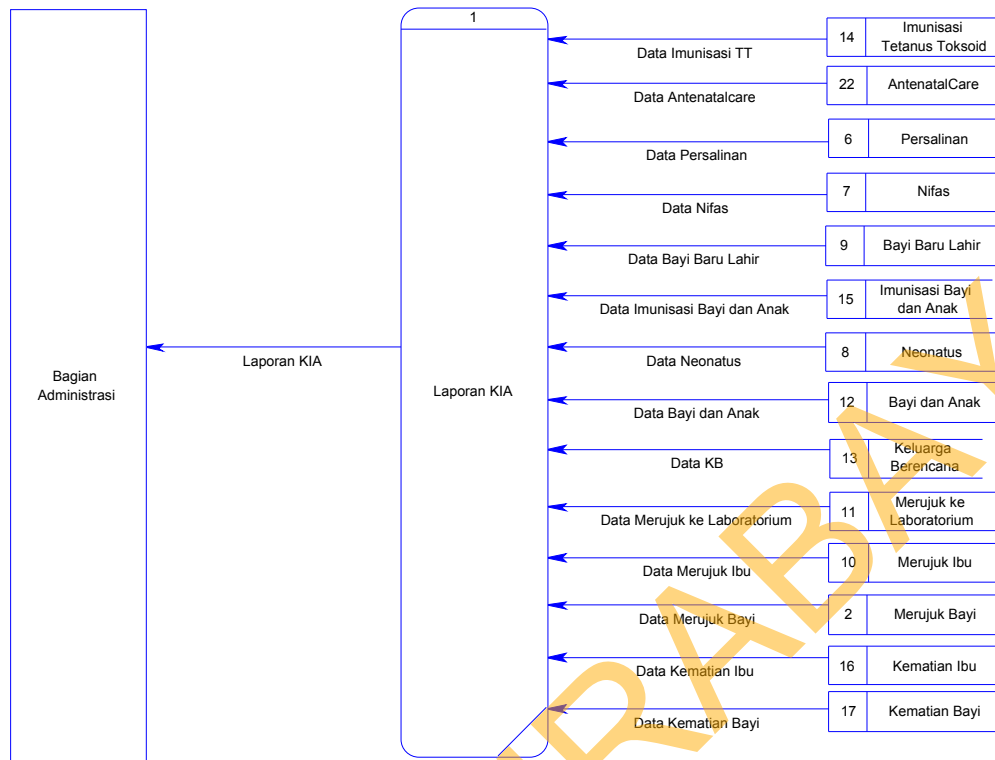 1
14
Imunisasi
Tetanus Toksoid
Data Imunisasi TT
22
AntenatalCare
Data Antenatalcare
6
Persalinan
Data Persalinan
7
Nifas
Data Nifas
9
Bayi Baru Lahir
Data Bayi Baru Lahir
15
Imunisasi Bayi
dan Anak
Data Imunisasi Bayi dan Anak
8
Neonatus
Data Neonatus
Laporan KIA
Bagian
Administrasi
Laporan KIA
12
Bayi dan Anak
Data Bayi dan Anak
13
Keluarga
Berencana
Data KB
11
Merujuk ke
Laboratorium
Data Merujuk ke Laboratorium
10
Merujuk Ibu
Data Merujuk Ibu
2
Merujuk Bayi
Data Merujuk Bayi
16
Kematian Ibu
Data Kematian Ibu
17
Kematian Bayi
Data Kematian Bayi
RABAY